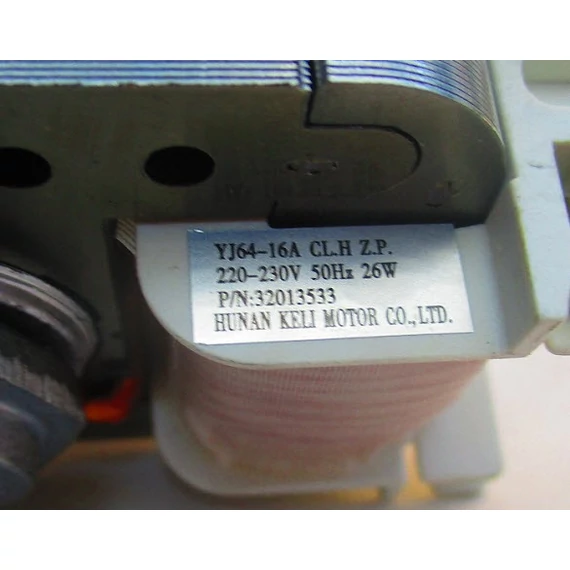 YJ64-16A CL.H Z.P.
220-230V 50Hz 26W
P/N:32013533
HUNAN KELI MOTOR CO.,LTD.